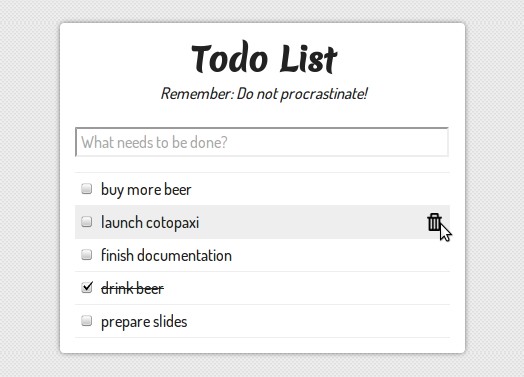 Todo List
Remember: Do not procrastinate!
What needs to be done?
buy more beer
launch cotopaxi
finish documentation
drink beer
prepare slides